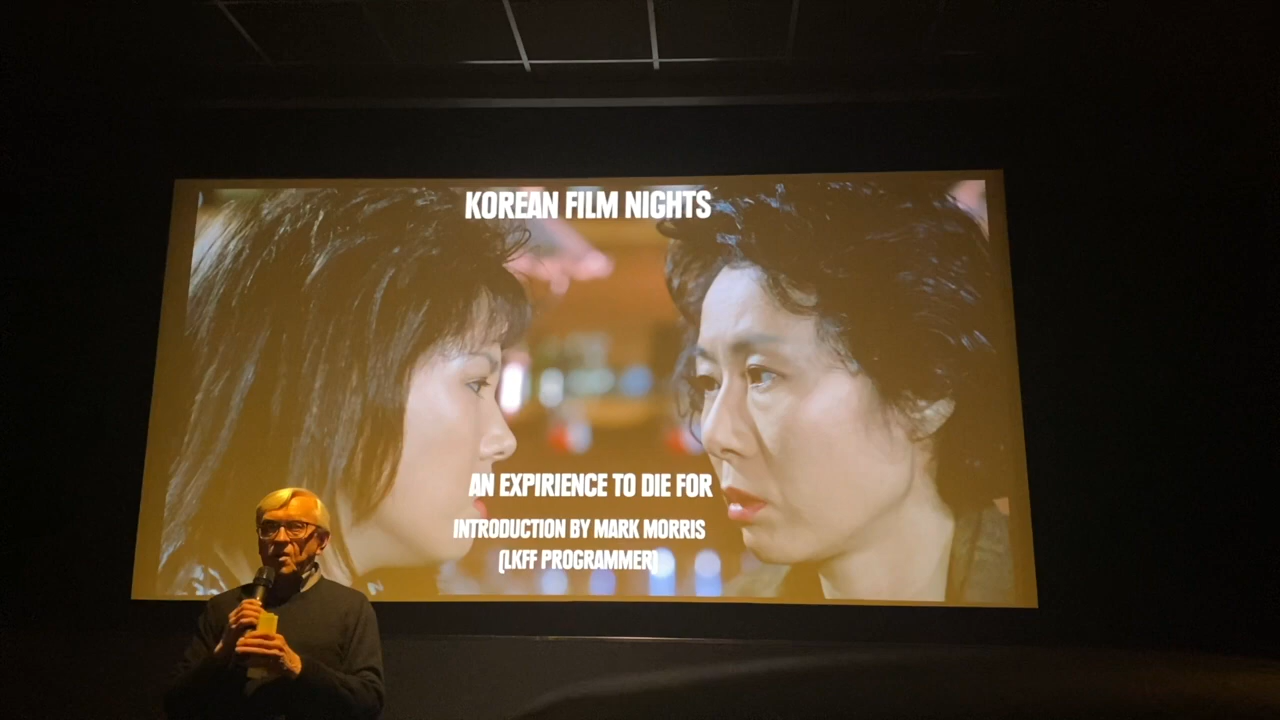 KOREAN FILM NIGHTS
AN EXPIRIENCE TO DIE FOR
INTRODUCTION BY MARK MORRIS
(LKFF PROGRAMMER)